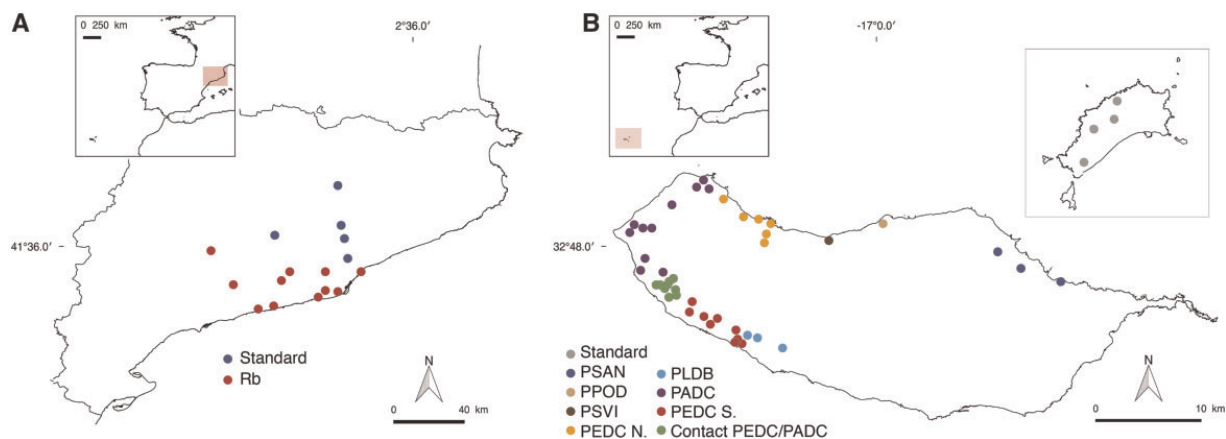 A
0 250 km
2°36.0'
41°36.0'
Standard
Rb
N
0 40 km
B
0 250 km
-17°0'
32°48.0'
Standard
PSAN
PPOD
PSVI
PEDC N.
PLDB
PADC
PEDC S.
Contact PEDC/PADC
N
0 10 km